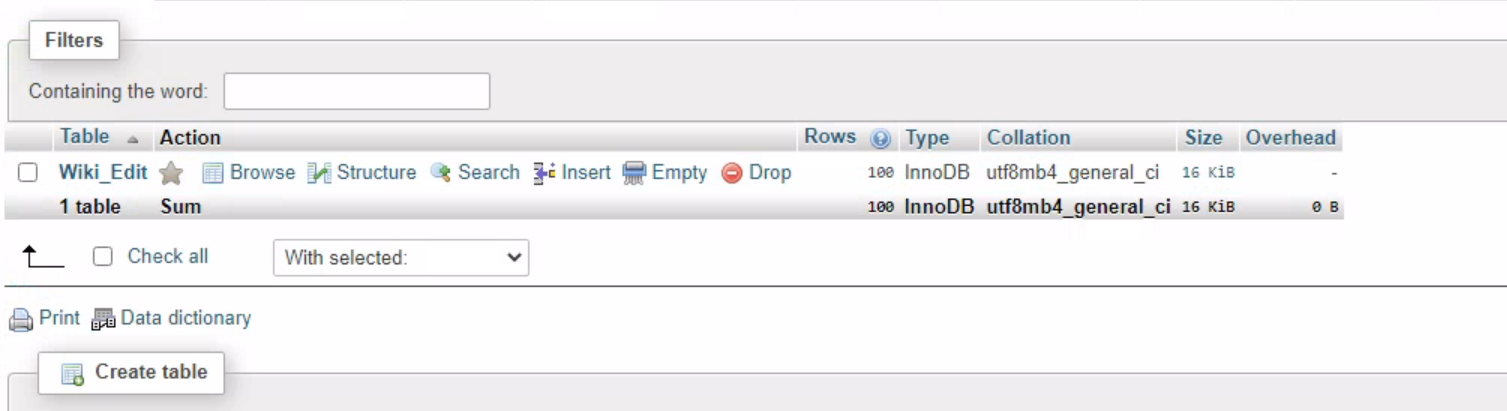 Filters
Containing the word:
Table Action Rows Type Collation Size Overhead
Wiki_Edit Browse Structure Search Insert Empty Drop 100 InnoDB utf8mb4_general_ci 16 KiB -
1 table Sum 100 InnoDB utf8mb4_general_ci 16 KiB 0 B
Check all With selected:
Print Data dictionary
Create table